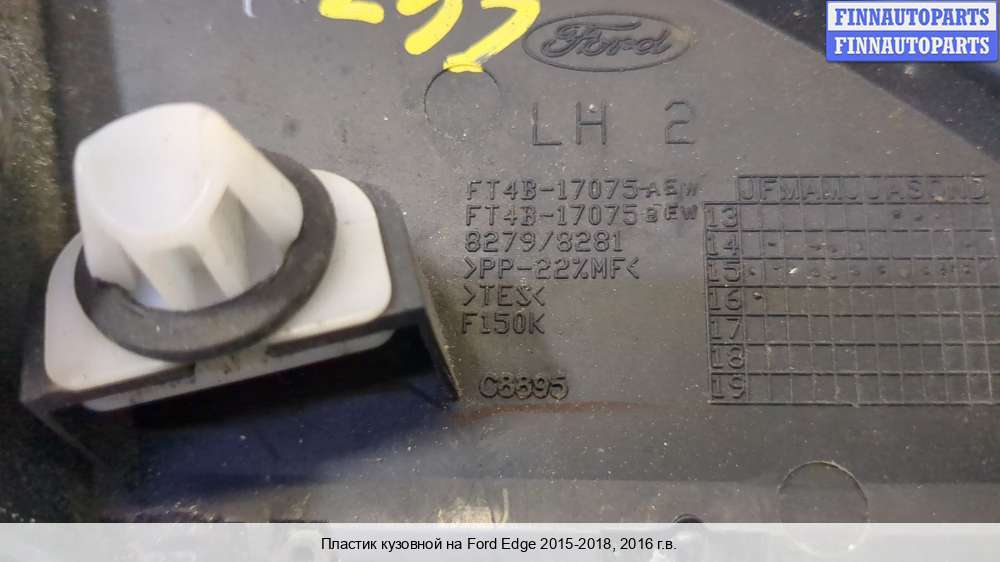 FINNAUTOPARTS
FINNAUTOPARTS
Ford
LH 2
FT4B-17075-AEW
FT4B-17075-BEW
8279/8281
>PP-22%MF<
>TES<
F150K
C8895
JFMAMJJASOND
13
14
15
16
17
18
19
Пластик кузовной на Ford Edge 2015-2018, 2016 г.в.